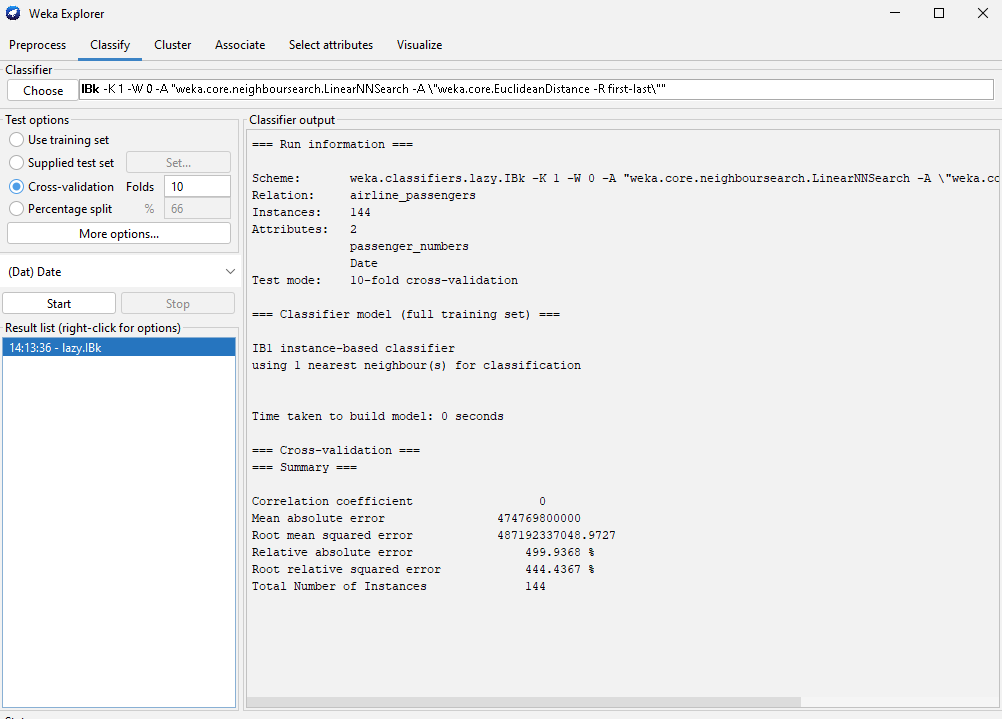 Weka Explorer
Preprocess Classify Cluster Associate Select attributes Visualize
Classifier
Choose IBk -K 1 -W 0 -A "weka.core.neighboursearch.LinearNNSearch -A \"weka.core.EuclideanDistance -R first-last\""
Test options
Use training set
Supplied test set Set...
Cross-validation Folds 10
Percentage split % 66
More options...
(Dat) Date
Start Stop
Result list (right-click for options)
14:13:36 - lazy.IBk
Classifier output
=== Run information ===
Scheme: weka.classifiers.lazy.IBk -K 1 -W 0 -A "weka.core.neighboursearch.LinearNNSearch -A \"weka.co
Relation: airline_passengers
Instances: 144
Attributes: 2
passenger_numbers
Date
Test mode: 10-fold cross-validation
=== Classifier model (full training set) ===
IB1 instance-based classifier
using 1 nearest neighbour(s) for classification
Time taken to build model: 0 seconds
=== Cross-validation ===
=== Summary ===
Correlation coefficient 0
Mean absolute error 474769800000
Root mean squared error 487192337048.9727
Relative absolute error 499.9368 %
Root relative squared error 444.4367 %
Total Number of Instances 144